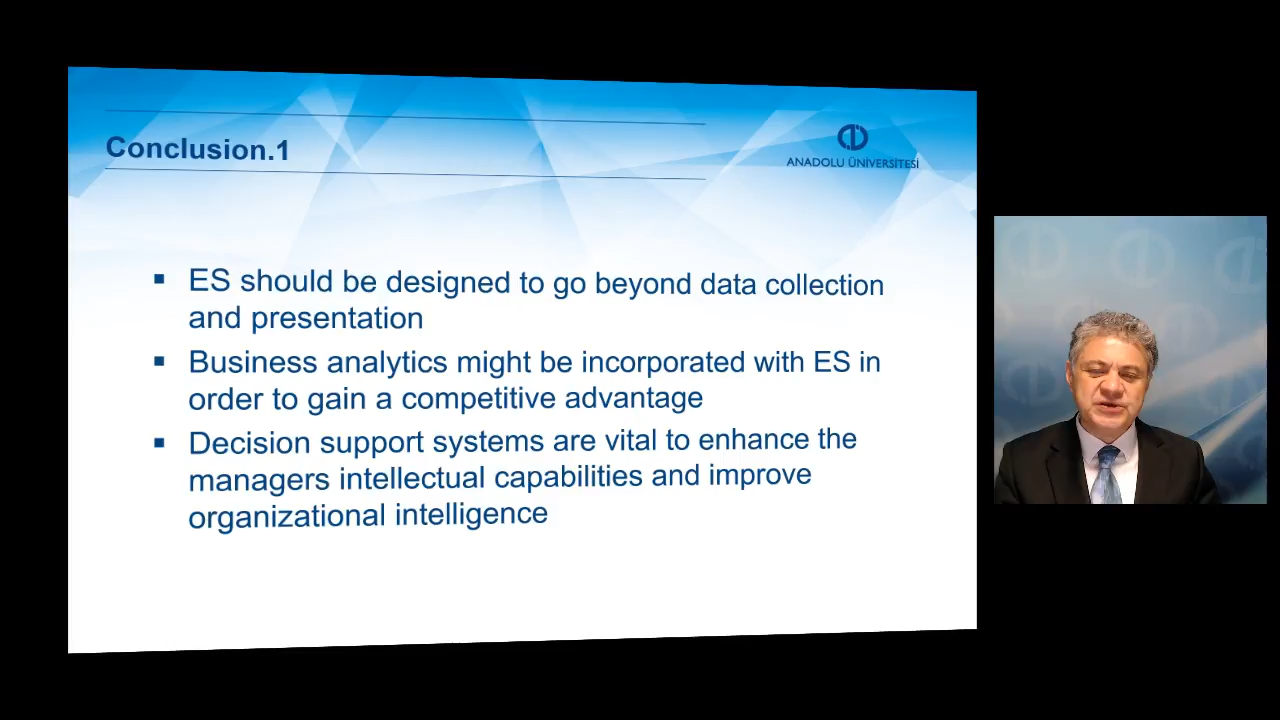 Conclusion.1
ANADOLU ÜNİVERSİTESİ
ES should be designed to go beyond data collection
and presentation
Business analytics might be incorporated with ES in
order to gain a competitive advantage
Decision support systems are vital to enhance the
managers intellectual capabilities and improve
organizational intelligence